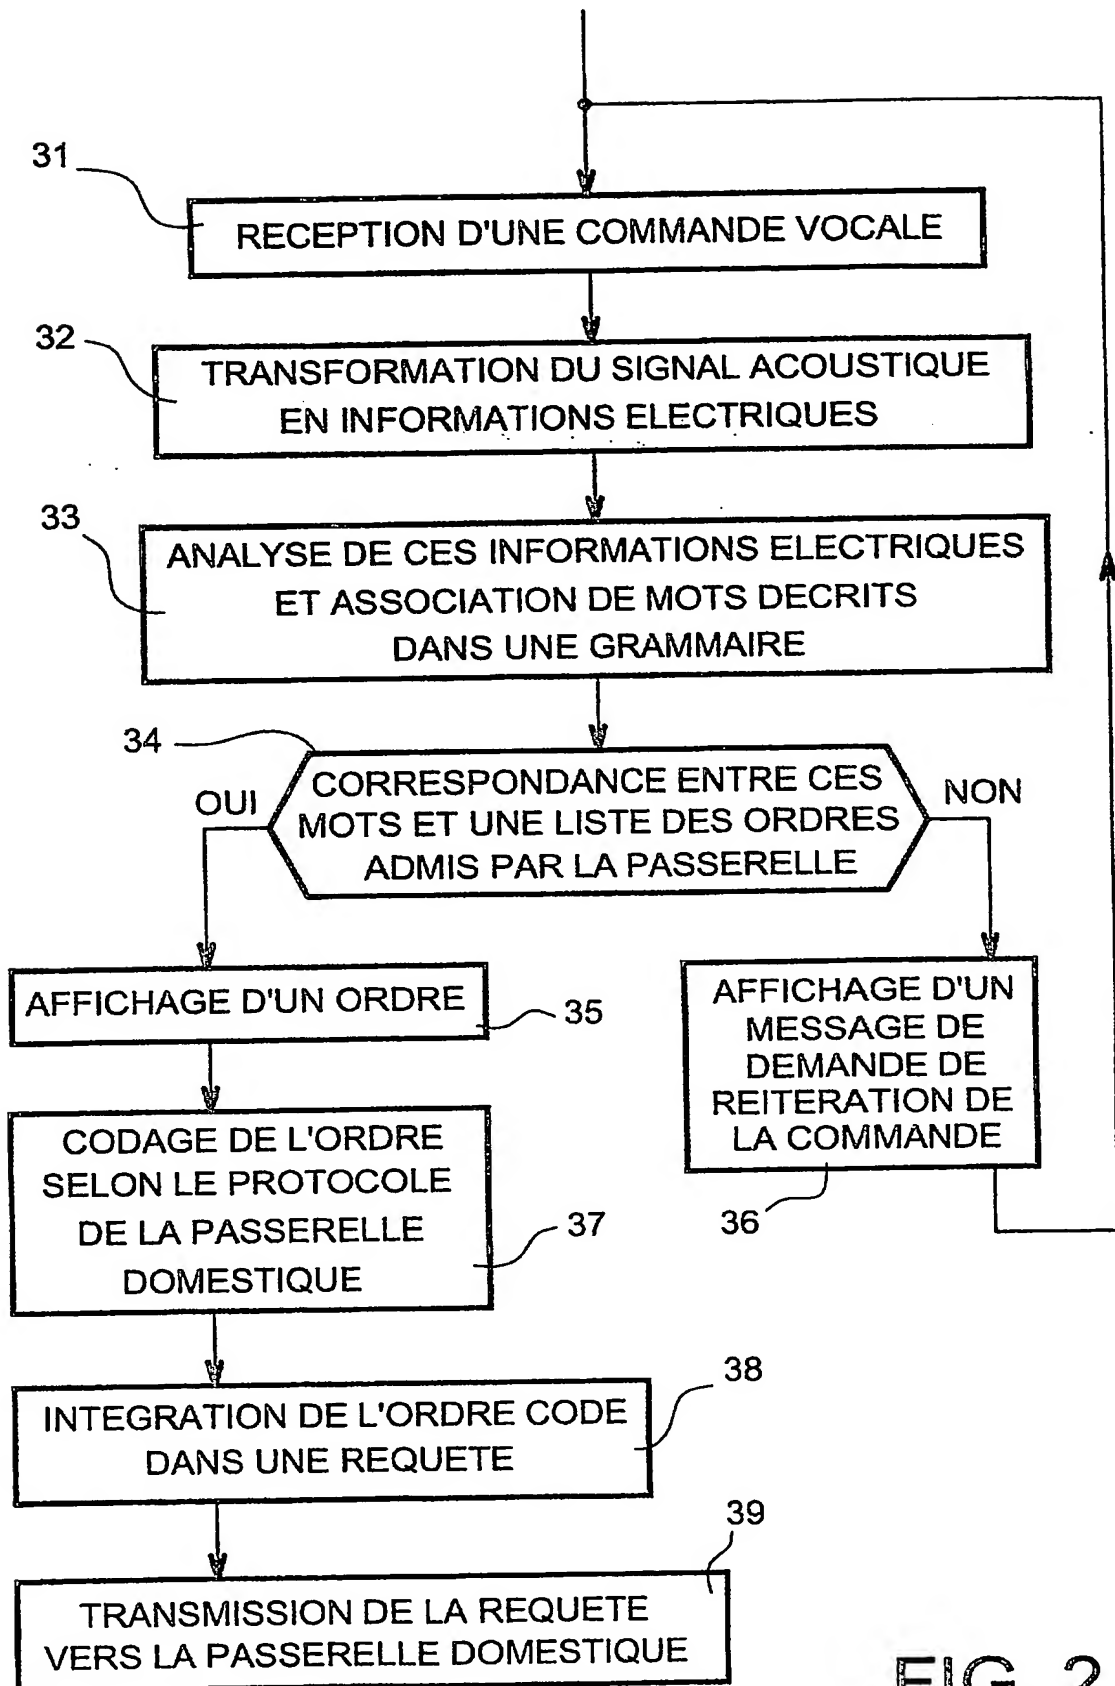 31
RECEPTION D'UNE COMMANDE VOCALE
32
TRANSFORMATION DU SIGNAL ACOUSTIQUE
EN INFORMATIONS ELECTRIQUES
33
ANALYSE DE CES INFORMATIONS ELECTRIQUES
ET ASSOCIATION DE MOTS DECRITS
DANS UNE GRAMMAIRE
34
CORRESPONDANCE ENTRE CES
MOTS ET UNE LISTE DES ORDRES
ADMIS PAR LA PASSERELLE
OUI
NON
AFFICHAGE D'UN ORDRE
35
AFFICHAGE D'UN
MESSAGE DE
DEMANDE DE
REITERATION DE
LA COMMANDE
36
CODAGE DE L'ORDRE
SELON LE PROTOCOLE
DE LA PASSERELLE
DOMESTIQUE
37
INTEGRATION DE L'ORDRE CODE
DANS UNE REQUETE
38
39
TRANSMISSION DE LA REQUETE
VERS LA PASSERELLE DOMESTIQUE
FIG. 2